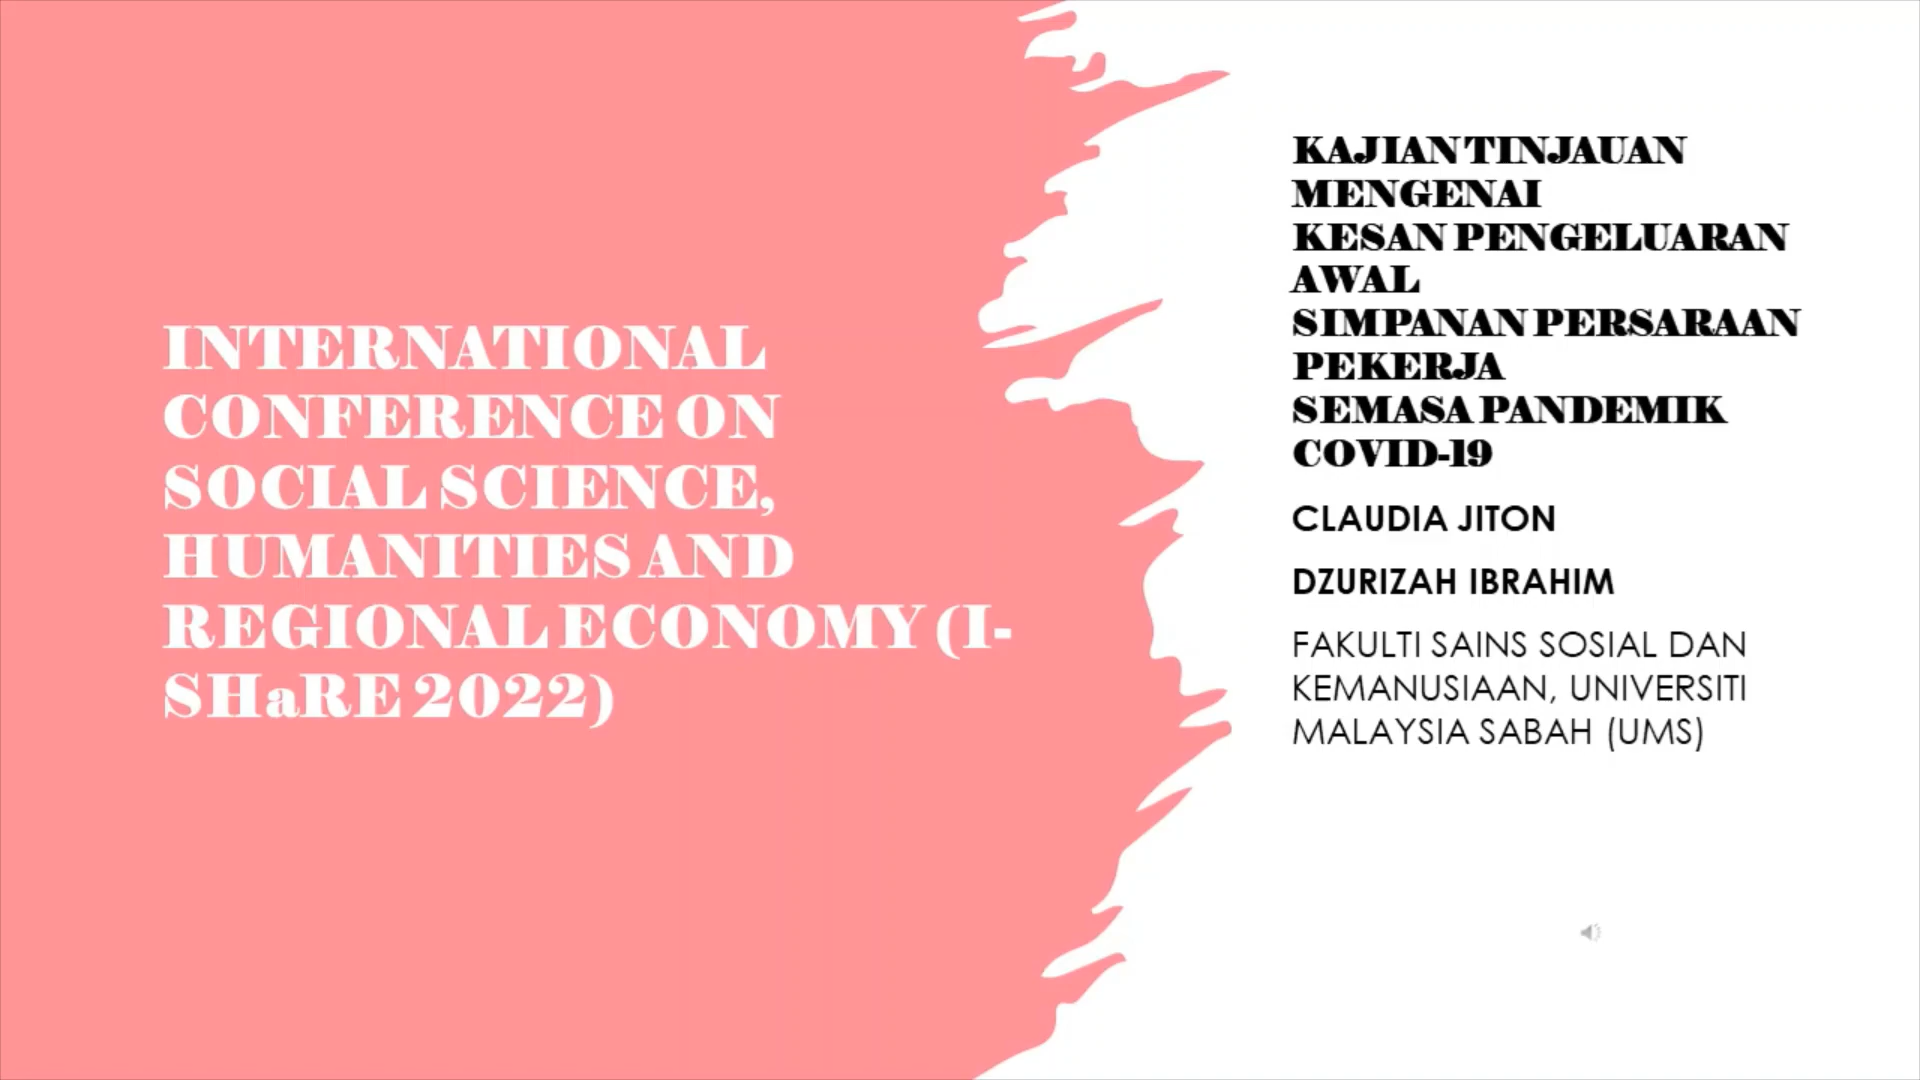 INTERNATIONAL
CONFERENCE ON
SOCIAL SCIENCE,
HUMANITIES AND
REGIONAL ECONOMY (I-
SHaRE 2022)
KAJIAN TINJAUAN
MENGENAI
KESAN PENGELUARAN
AWAL
SIMPANAN PERSARAAN
PEKERJA
SEMASA PANDEMIK
COVID-19
CLAUDIA JITON
DZURIZAH IBRAHIM
FAKULTI SAINS SOSIAL DAN
KEMANUSIAAN, UNIVERSITI
MALAYSIA SABAH (UMS)